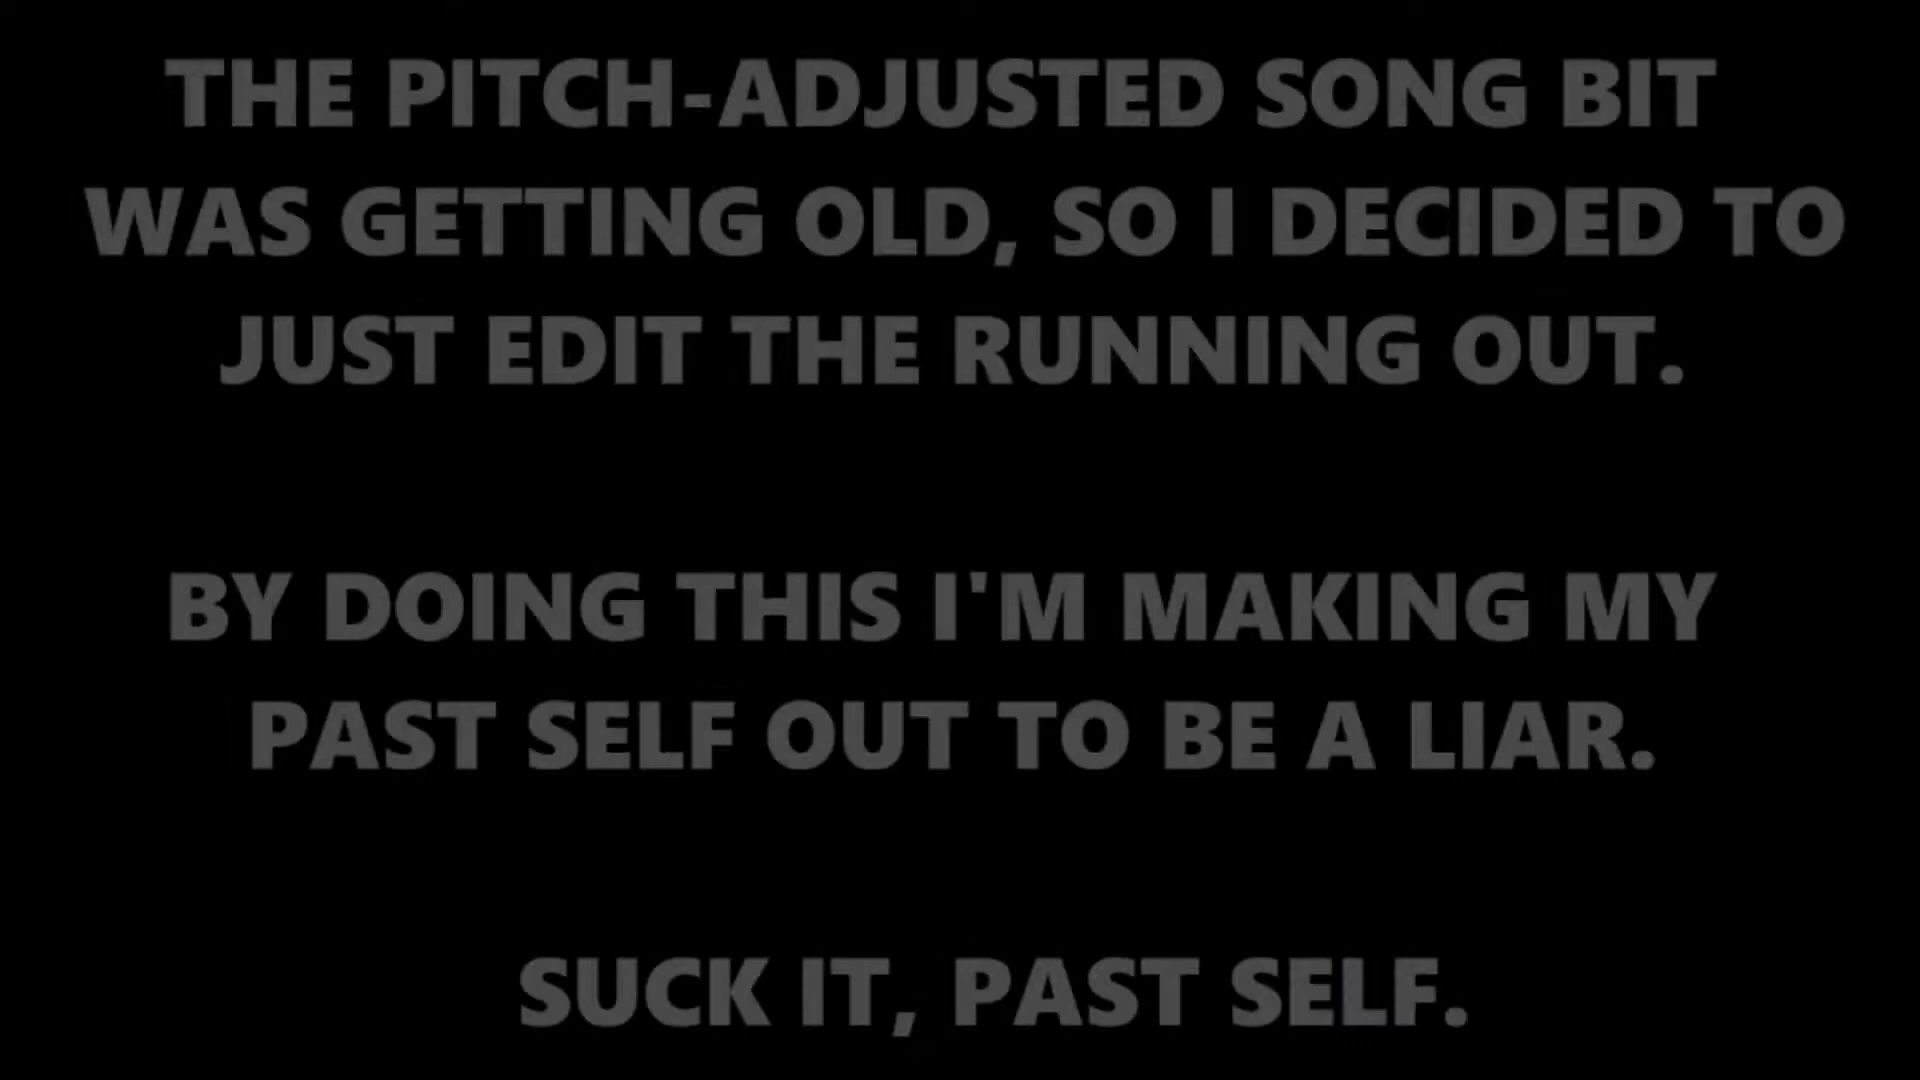 THE PITCH-ADJUSTED SONG BIT
WAS GETTING OLD, SO I DECIDED TO
JUST EDIT THE RUNNING OUT.
BY DOING THIS I'M MAKING MY
PAST SELF OUT TO BE A LIAR.
SUCK IT, PAST SELF.